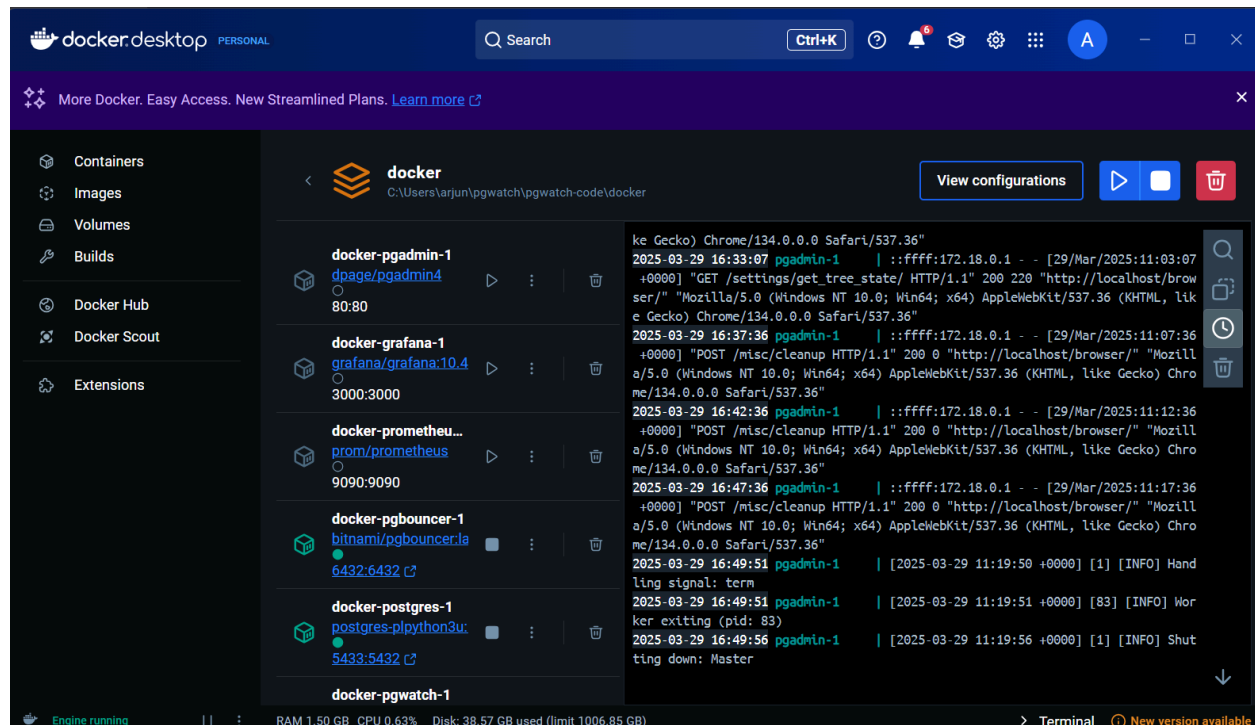 docker.desktop PERSONAL
Search
Ctrl+K
6
A
More Docker. Easy Access. New Streamlined Plans. Learn more
Containers
Images
Volumes
Builds
Docker Hub
Docker Scout
Extensions
docker
C:\Users\arjun\pgwatch\pgwatch-code\docker
View configurations
docker-pgadmin-1
dpage/pgadmin4
80:80
docker-grafana-1
grafana/grafana:10.4
3000:3000
docker-prometheu...
prom/prometheus
9090:9090
docker-pgbouncer-1
bitnami/pgbouncer:la
6432:6432
docker-postgres-1
postgres-plpython3u:
5433:5432
docker-pgwatch-1
ke Gecko) Chrome/134.0.0.0 Safari/537.36"
2025-03-29 16:33:07 pgadmin-1 | ::ffff:172.18.0.1 - - [29/Mar/2025:11:03:07
+0000] "GET /settings/get_tree_state/ HTTP/1.1" 200 220 "http://localhost/brow
ser/" "Mozilla/5.0 (Windows NT 10.0; Win64; x64) AppleWebKit/537.36 (KHTML, lik
e Gecko) Chrome/134.0.0.0 Safari/537.36"
2025-03-29 16:37:36 pgadmin-1 | ::ffff:172.18.0.1 - - [29/Mar/2025:11:07:36
+0000] "POST /misc/cleanup HTTP/1.1" 200 0 "http://localhost/browser/" "Mozill
a/5.0 (Windows NT 10.0; Win64; x64) AppleWebKit/537.36 (KHTML, like Gecko) Chro
me/134.0.0.0 Safari/537.36"
2025-03-29 16:42:36 pgadmin-1 | ::ffff:172.18.0.1 - - [29/Mar/2025:11:12:36
+0000] "POST /misc/cleanup HTTP/1.1" 200 0 "http://localhost/browser/" "Mozill
a/5.0 (Windows NT 10.0; Win64; x64) AppleWebKit/537.36 (KHTML, like Gecko) Chro
me/134.0.0.0 Safari/537.36"
2025-03-29 16:47:36 pgadmin-1 | ::ffff:172.18.0.1 - - [29/Mar/2025:11:17:36
+0000] "POST /misc/cleanup HTTP/1.1" 200 0 "http://localhost/browser/" "Mozill
a/5.0 (Windows NT 10.0; Win64; x64) AppleWebKit/537.36 (KHTML, like Gecko) Chro
me/134.0.0.0 Safari/537.36"
2025-03-29 16:49:51 pgadmin-1 | [2025-03-29 11:19:50 +0000] [1] [INFO] Hand
ling signal: term
2025-03-29 16:49:51 pgadmin-1 | [2025-03-29 11:19:51 +0000] [83] [INFO] Wor
ker exiting (pid: 83)
2025-03-29 16:49:56 pgadmin-1 | [2025-03-29 11:19:56 +0000] [1] [INFO] Shut
ting down: Master
Engine running
RAM 1.50 GB CPU 0.63% Disk: 38.57 GB used (limit 1006.85 GB)
Terminal
New version available